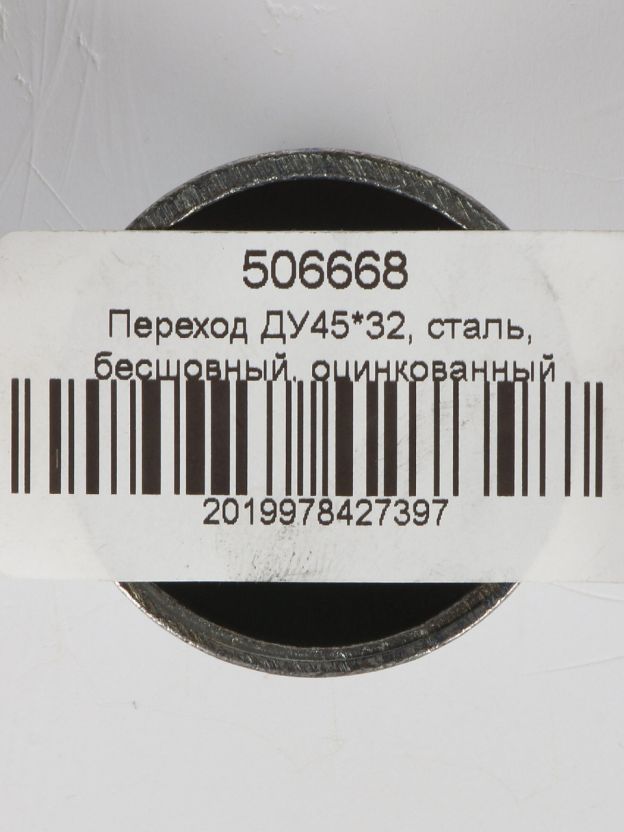 506668
Переход ДУ45*32, сталь,
бесшовный, оцинкованный
2019978427397